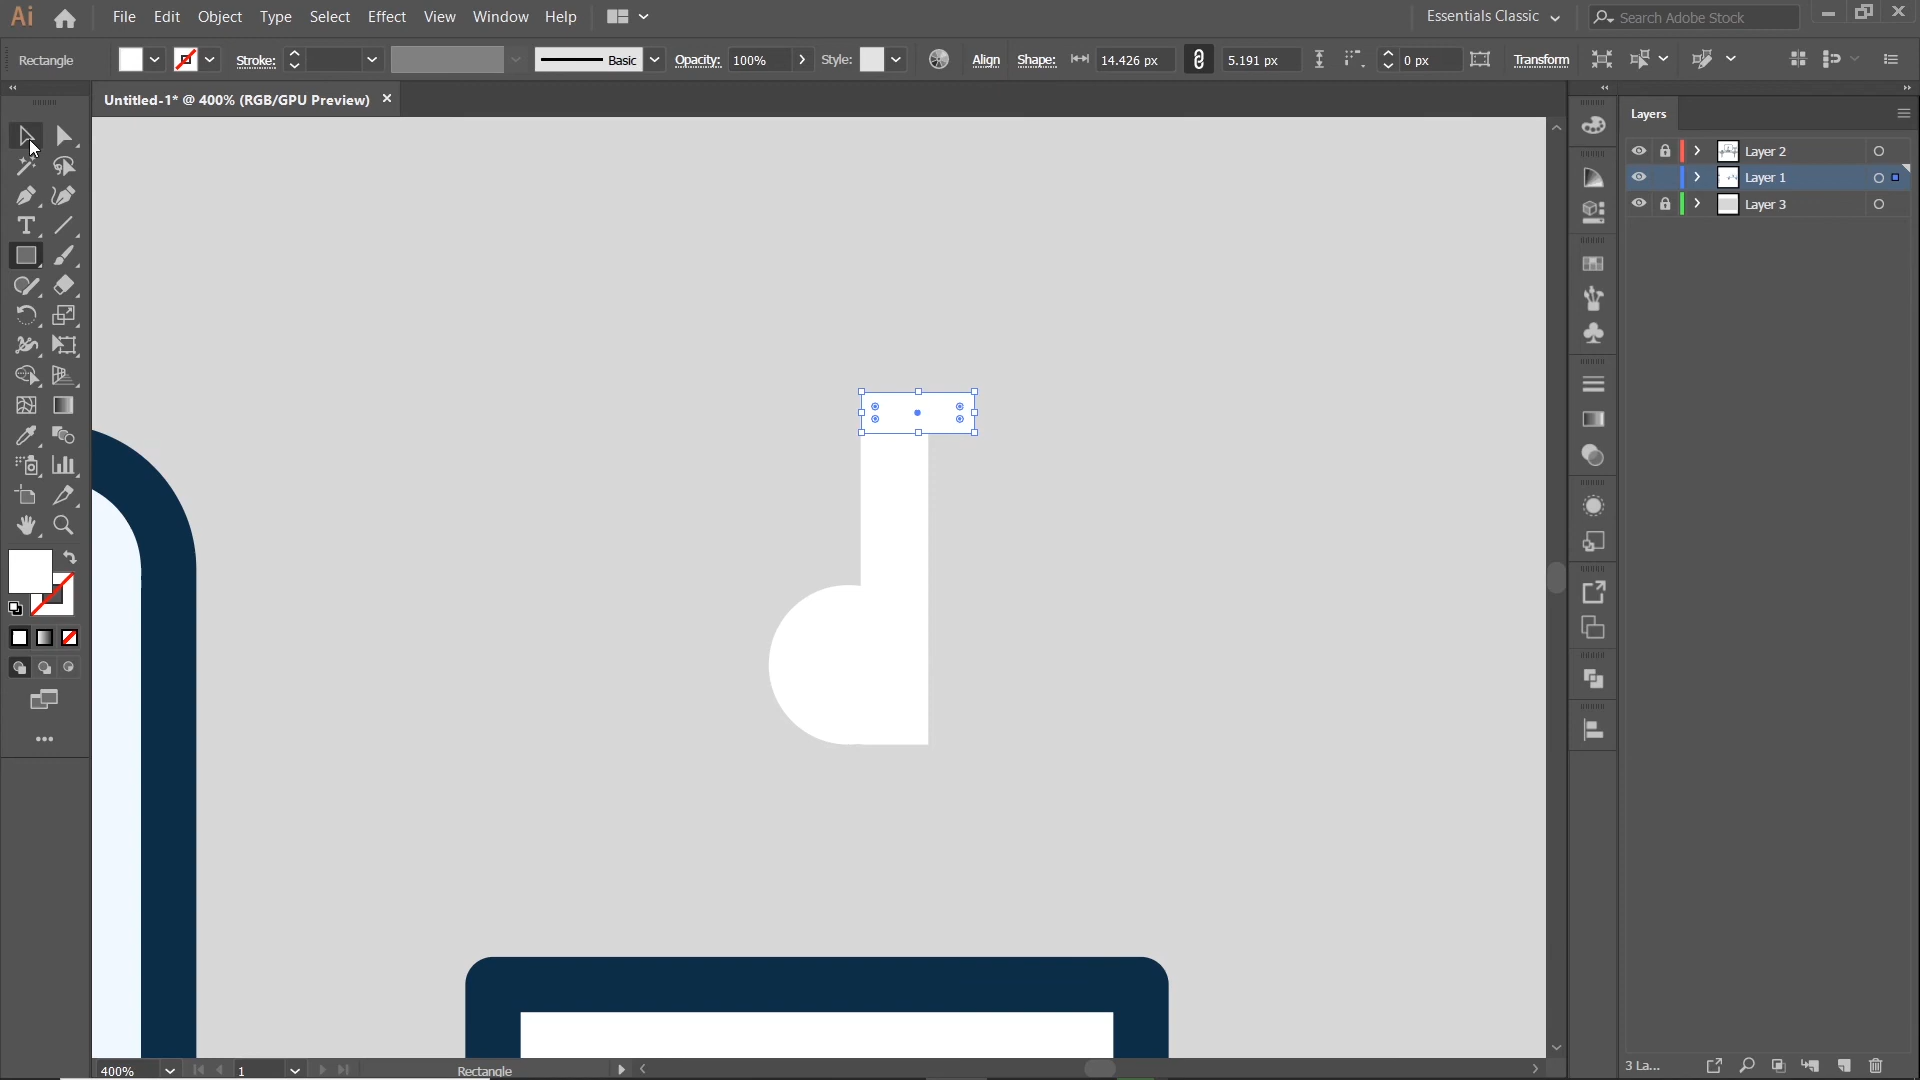 Ai File Edit Object Type Select Effect View Window Help Essentials Classic Search Adobe Stock
Rectangle Stroke: Basic Opacity: 100% Style: Align Shape: 14.426 px 5.191 px 0 px Transform
Untitled-1* @ 400% (RGB/GPU Preview)
Layers
Layer 2
Layer 1
Layer 3
400% 1 Rectangle 3 La...